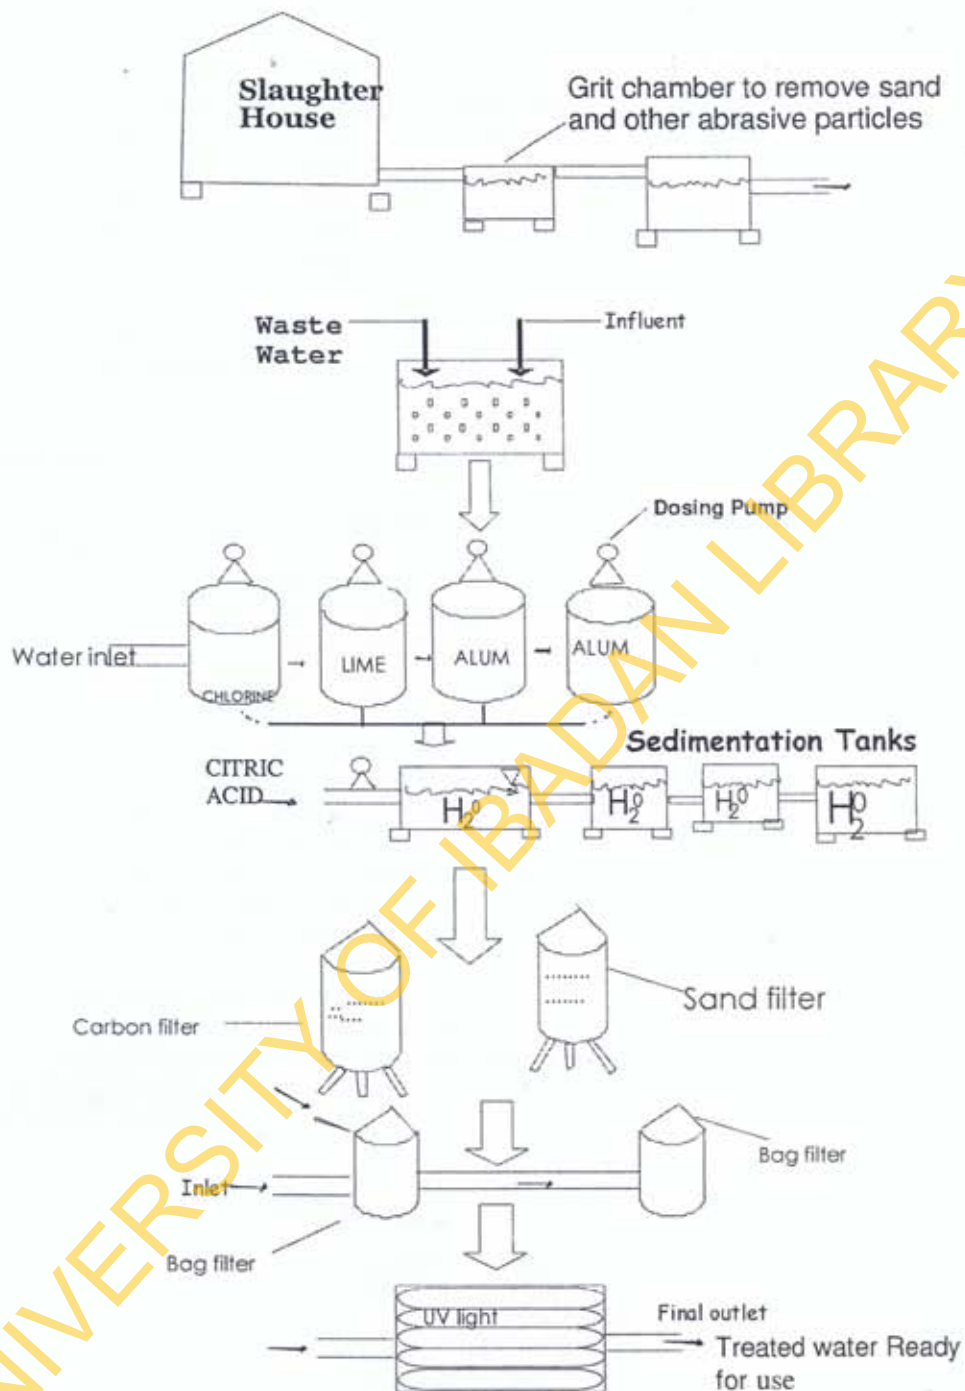 Slaughter
House
Grit chamber to remove sand
and other abrasive particles
Waste
Water
Influent
Dosing Pump
Water inlet
CHLORINE
LIME
ALUM
ALUM
Sedimentation Tanks
CITRIC
ACID
H2O
H2O
H2O
H2O
Carbon filter
Sand filter
Bag filter
Inlet
Bag filter
UV light
Final outlet
Treated water Ready
for use
UNIVERSITY OF IBADAN LIBRARY